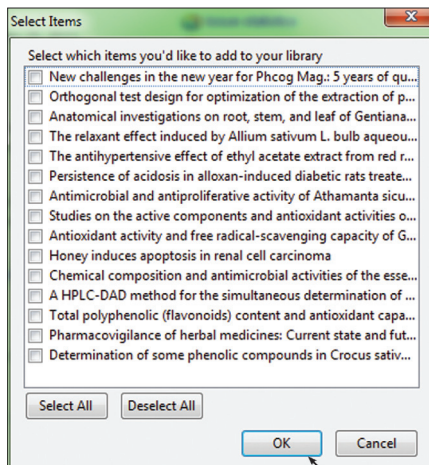 Select Items
Select which items you'd like to add to your library
New challenges in the new year for Phcog Mag.: 5 years of qu...
Orthogonal test design for optimization of the extraction of p...
Anatomical investigations on root, stem, and leaf of Gentiana...
The relaxant effect induced by Allium sativum L. bulb aqueou...
The antihypertensive effect of ethyl acetate extract from red r...
Persistence of acidosis in alloxan-induced diabetic rats treate...
Antimicrobial and antiproliferative activity of Athamanta sicu...
Studies on the active components and antioxidant activities o...
Antioxidant activity and free radical-scavenging capacity of G...
Honey induces apoptosis in renal cell carcinoma
Chemical composition and antimicrobial activities of the esse...
A HPLC-DAD method for the simultaneous determination of ...
Total polyphenolic (flavonoids) content and antioxidant capa...
Pharmacovigilance of herbal medicines: Current state and fut...
Determination of some phenolic compounds in Crocus sativ...
Select All Deselect All
OK Cancel